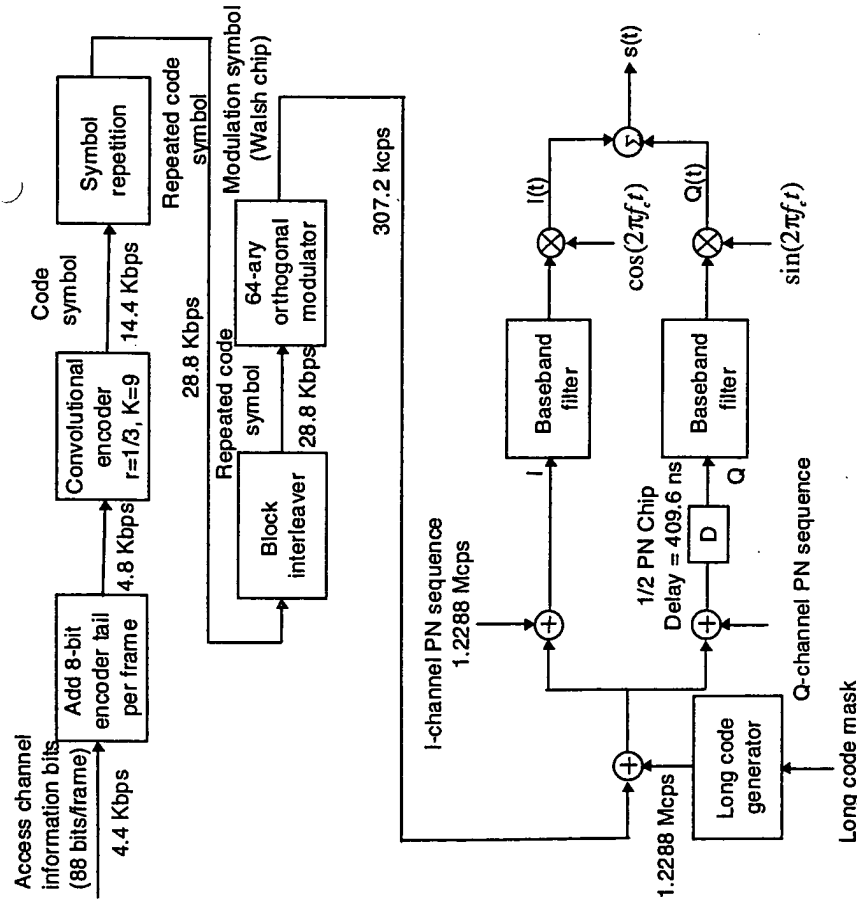 Access channel
information bits
(88 bits/frame)
4.4 Kbps
Add 8-bit
encoder tail
per frame
4.8 Kbps
Convolutional
encoder
r=1/3, K=9
Code
symbol
14.4 Kbps
Symbol
repetition
Repeated code
symbol
28.8 Kbps
Block
interleaver
Repeated code
symbol
28.8 Kbps
64-ary
orthogonal
modulator
Modulation symbol
(Walsh chip)
307.2 kcps
I-channel PN sequence
1.2288 Mcps
1.2288 Mcps
Long code
generator
Long code mask
Q-channel PN sequence
1/2 PN Chip
Delay = 409.6 ns
D
I
Q
Baseband
filter
Baseband
filter
cos(2πf_c t)
sin(2πf_c t)
I(t)
Q(t)
Σ
s(t)